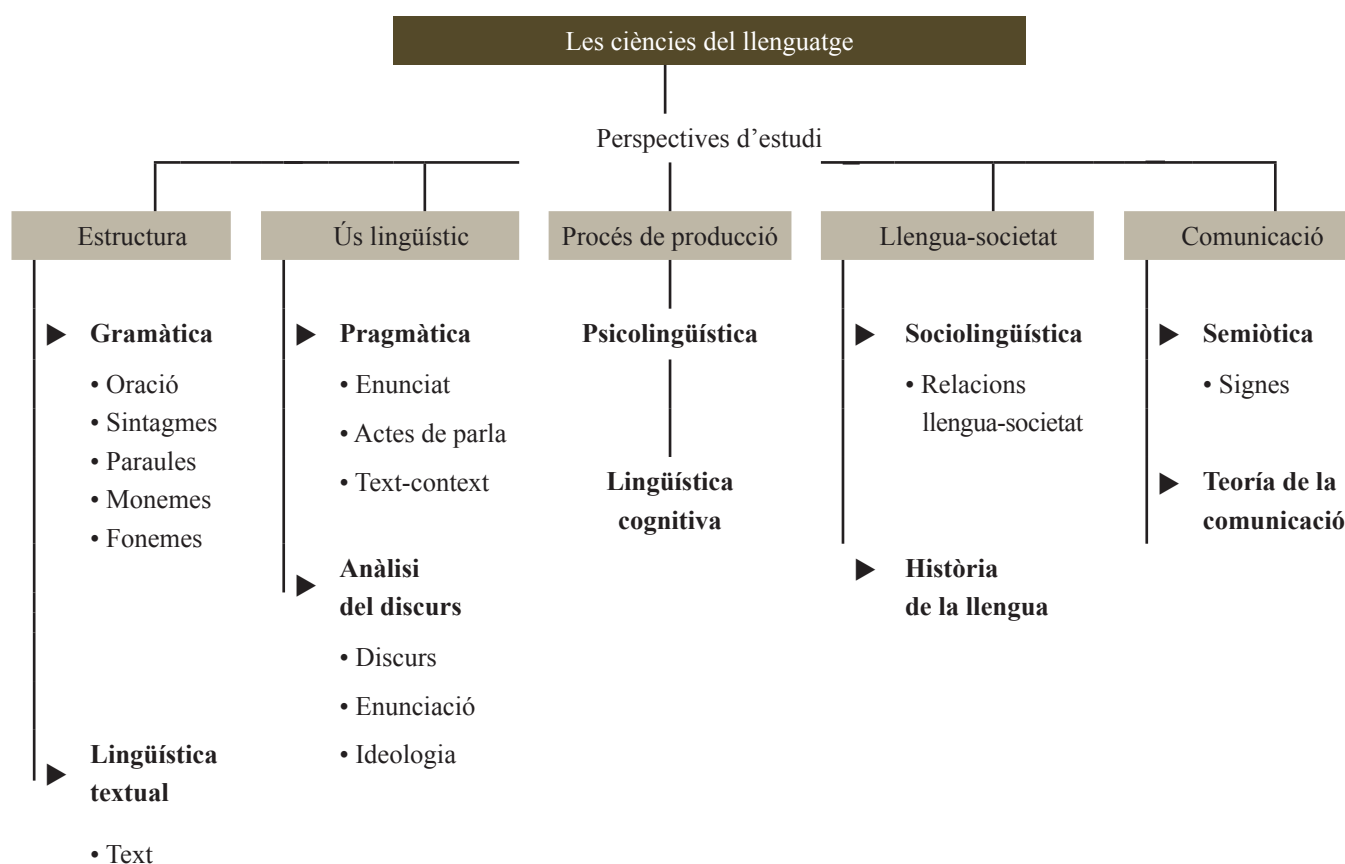 Les ciències del llenguatge
Perspectives d’estudi
Estructura
Gramàtica
• Oració
• Sintagmes
• Paraules
• Monemes
• Fonemes
Lingüística
textual
• Text
Ús lingüístic
Pragmàtica
• Enunciat
• Actes de parla
• Text-context
Anàlisi
del discurs
• Discurs
• Enunciació
• Ideologia
Procés de producció
Psicolingüística
Lingüística
cognitiva
Llengua-societat
Sociolingüística
• Relacions
llengua-societat
Història
de la llengua
Comunicació
Semiòtica
• Signes
Teoría de la
comunicació